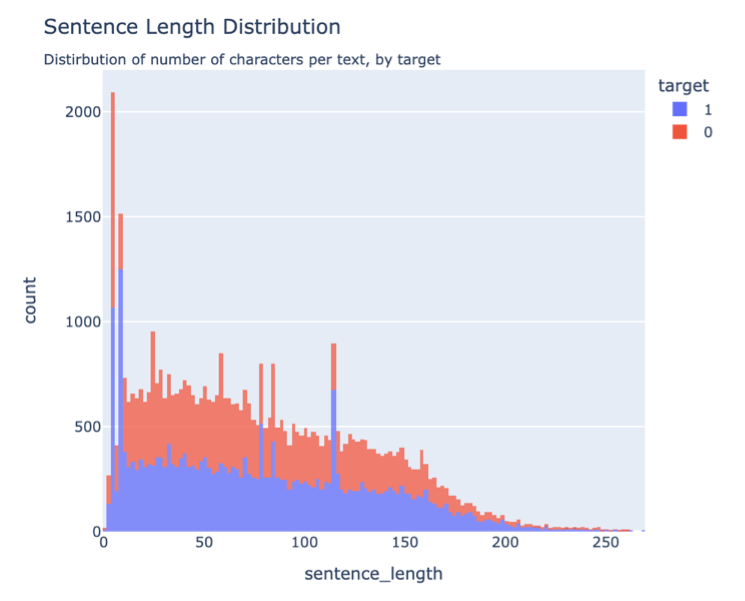 Sentence Length Distribution
Distirbution of number of characters per text, by target
target
1
0
2000
1500
1000
500
0
count
0 50 100 150 200 250
sentence_length